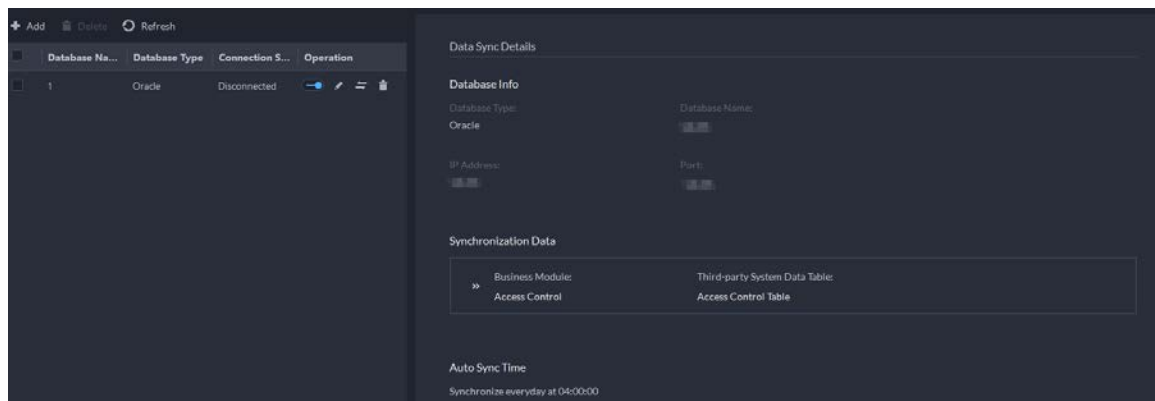 Add Delete Refresh
Database Na... Database Type Connection S... Operation
1 Oracle Disconnected
Data Sync Details
Database Info
Database Type: Database Name:
Oracle
IP Address: Port:
Synchronization Data
Business Module: Third-party System Data Table:
Access Control Access Control Table
Auto Sync Time
Synchronize everyday at 04:00:00